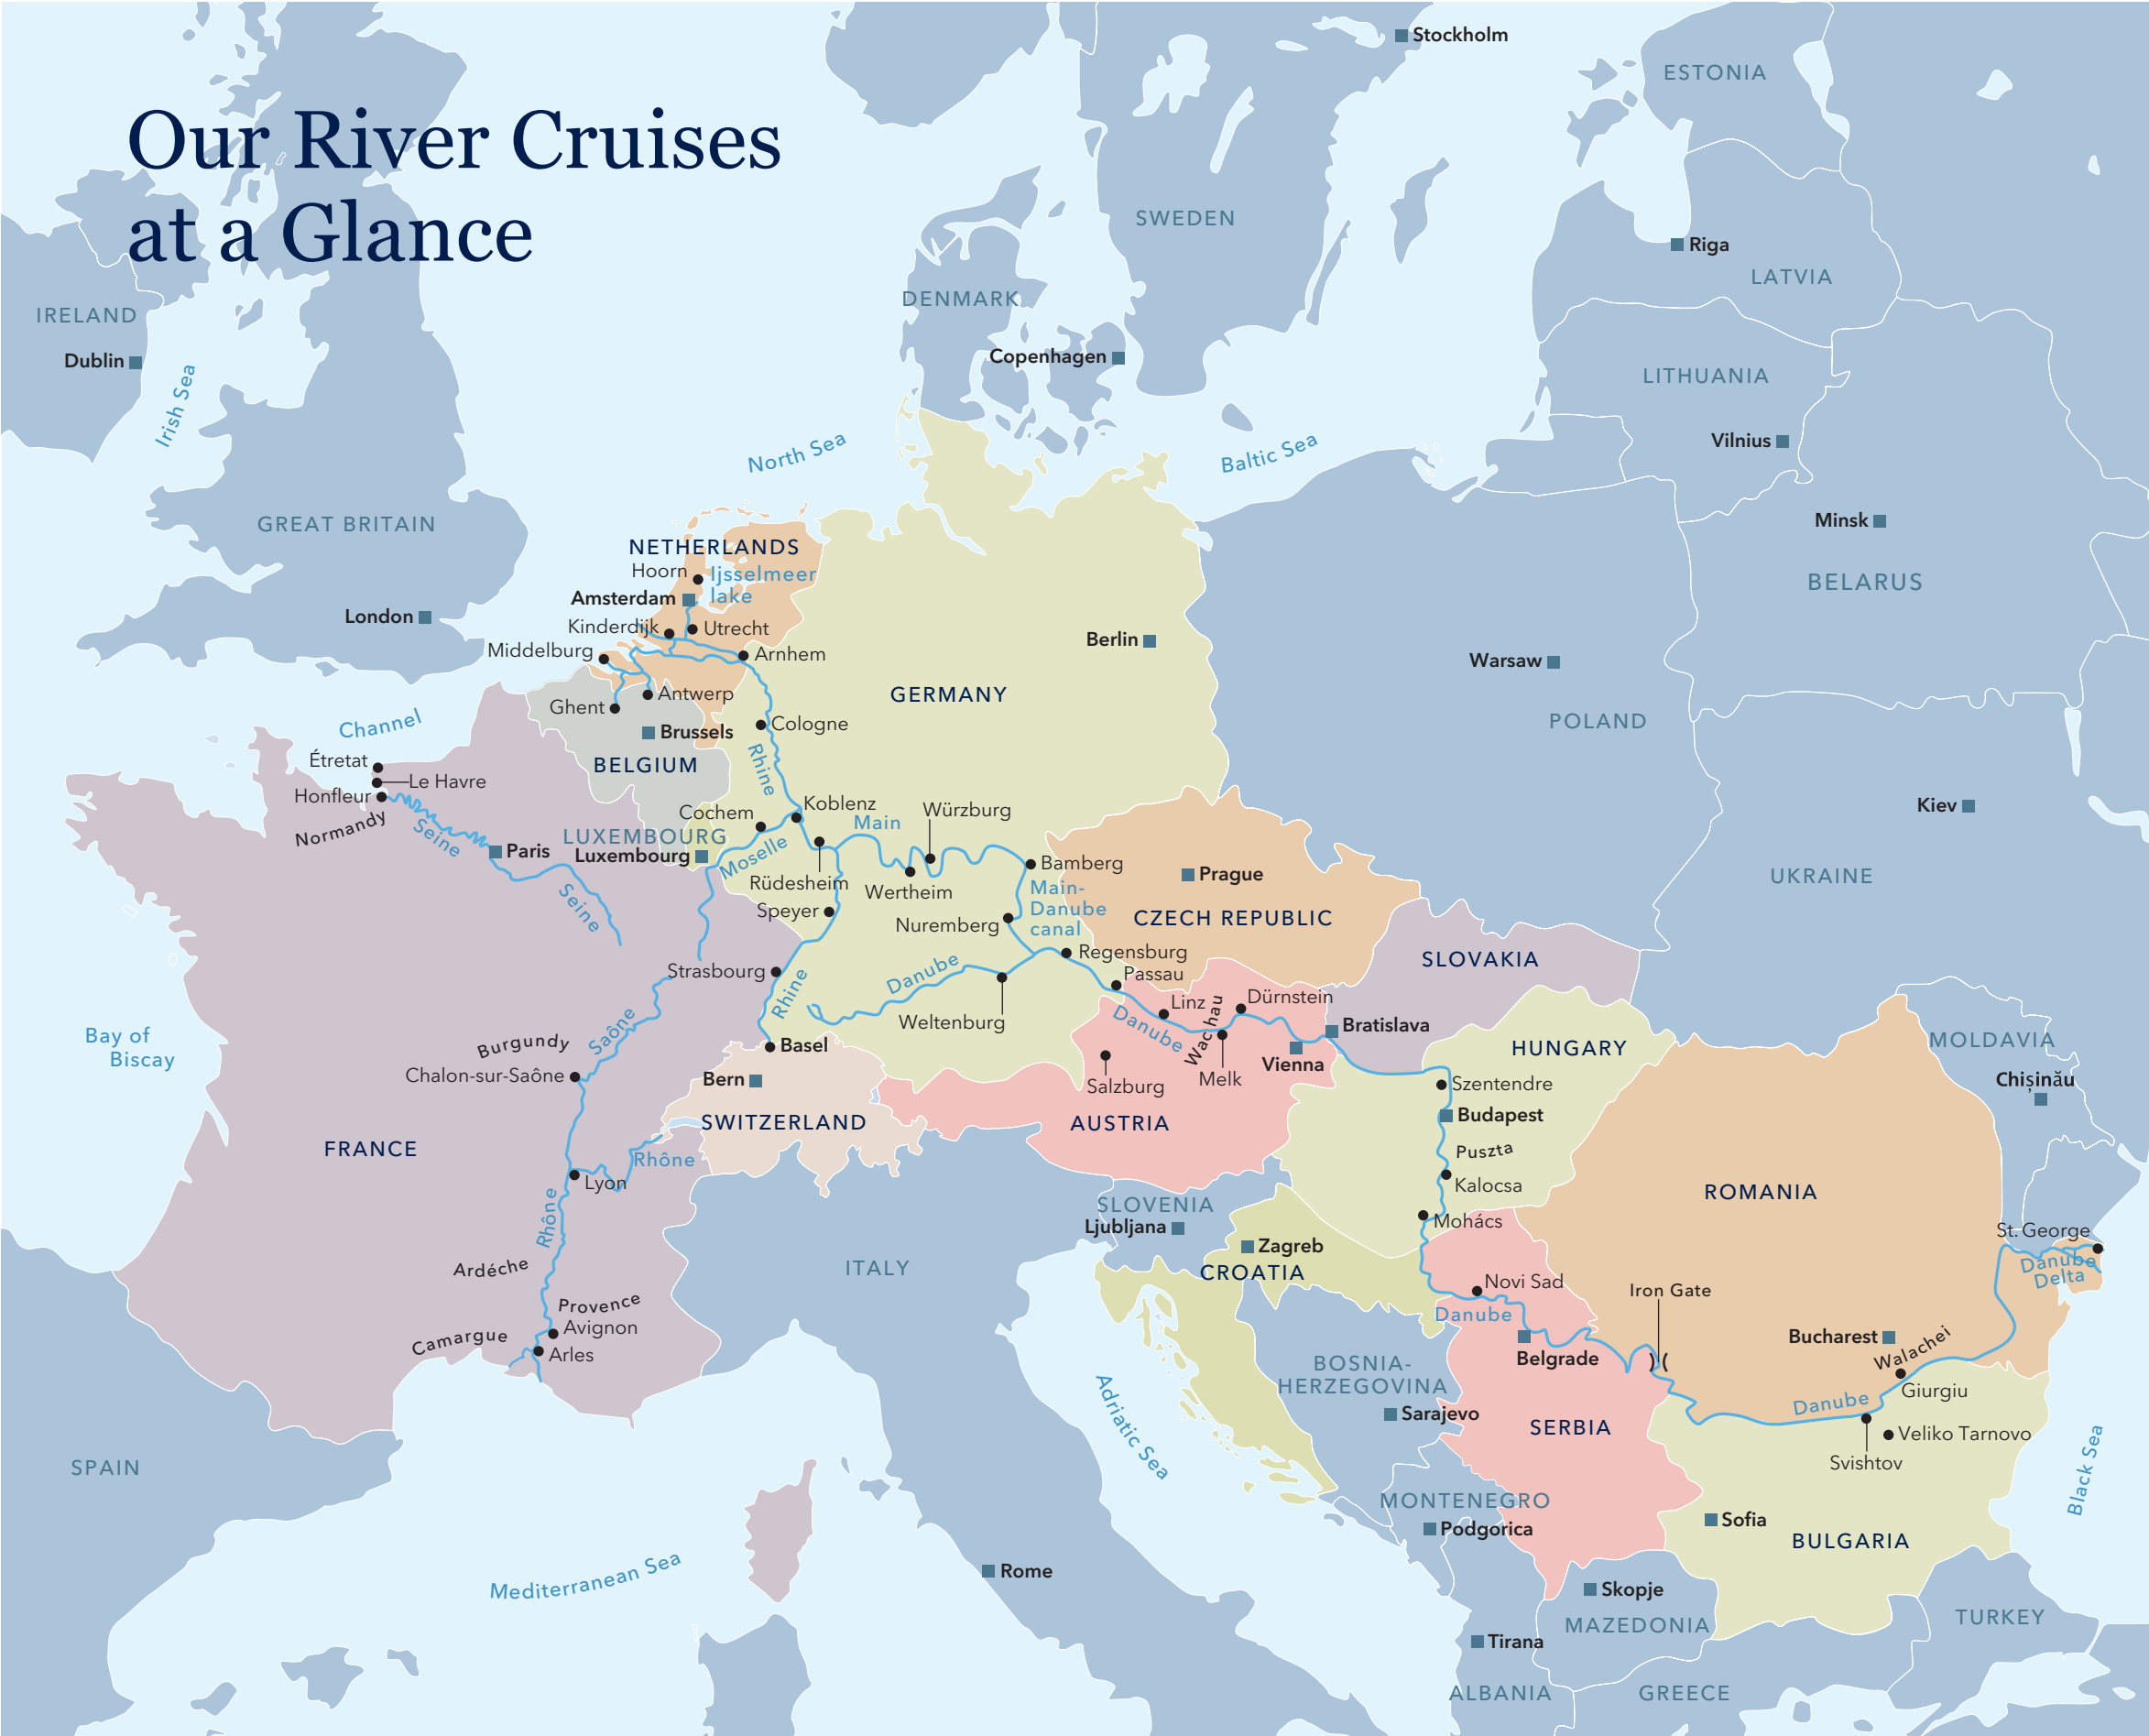 Our River Cruises
at a Glance
Stockholm
ESTONIA
SWEDEN
Riga
LATVIA
IRELAND
Dublin
Irish Sea
DENMARK
Copenhagen
LITHUANIA
Vilnius
North Sea
Baltic Sea
GREAT BRITAIN
Minsk
BELARUS
NETHERLANDS
Hoorn
Ijsselmeer
lake
Amsterdam
London
Kinderdijk
Utrecht
Middelburg
Arnhem
Berlin
Warsaw
GERMANY
Antwerp
Ghent
POLAND
Channel
Cologne
Brussels
BELGIUM
Rhine
Étretat
Le Havre
Honfleur
Normandy
Seine
Kiev
Koblenz
Cochem
Würzburg
Main
LUXEMBOURG
Luxembourg
Moselle
Paris
Bamberg
Rüdesheim
Wertheim
Prague
UKRAINE
Main-
Danube
canal
Seine
Speyer
Nuremberg
CZECH REPUBLIC
Regensburg
SLOVAKIA
Strasbourg
Danube
Passau
Rhine
Weltenburg
Linz
Dürnstein
Wachau
Danube
Bratislava
Saône
Burgundy
Bay of
Biscay
Basel
Vienna
HUNGARY
MOLDAVIA
Chalon-sur-Saône
Bern
Salzburg
Melk
Szentendre
Chișinău
SWITZERLAND
AUSTRIA
Budapest
FRANCE
Puszta
Rhône
Lyon
Kalocsa
ROMANIA
SLOVENIA
Ljubljana
Mohács
Rhône
St. George
Zagreb
CROATIA
Danube
Delta
ITALY
Ardéche
Novi Sad
Iron Gate
Provence
Danube
Avignon
Camargue
Arles
Belgrade
Bucharest
Walachei
BOSNIA-
HERZEGOVINA
Giurgiu
Danube
Sarajevo
Adriatic Sea
SERBIA
Veliko Tarnovo
Svishtov
Black Sea
SPAIN
MONTENEGRO
Podgorica
Sofia
BULGARIA
Mediterranean Sea
Rome
Skopje
MAZEDONIA
TURKEY
Tirana
ALBANIA
GREECE